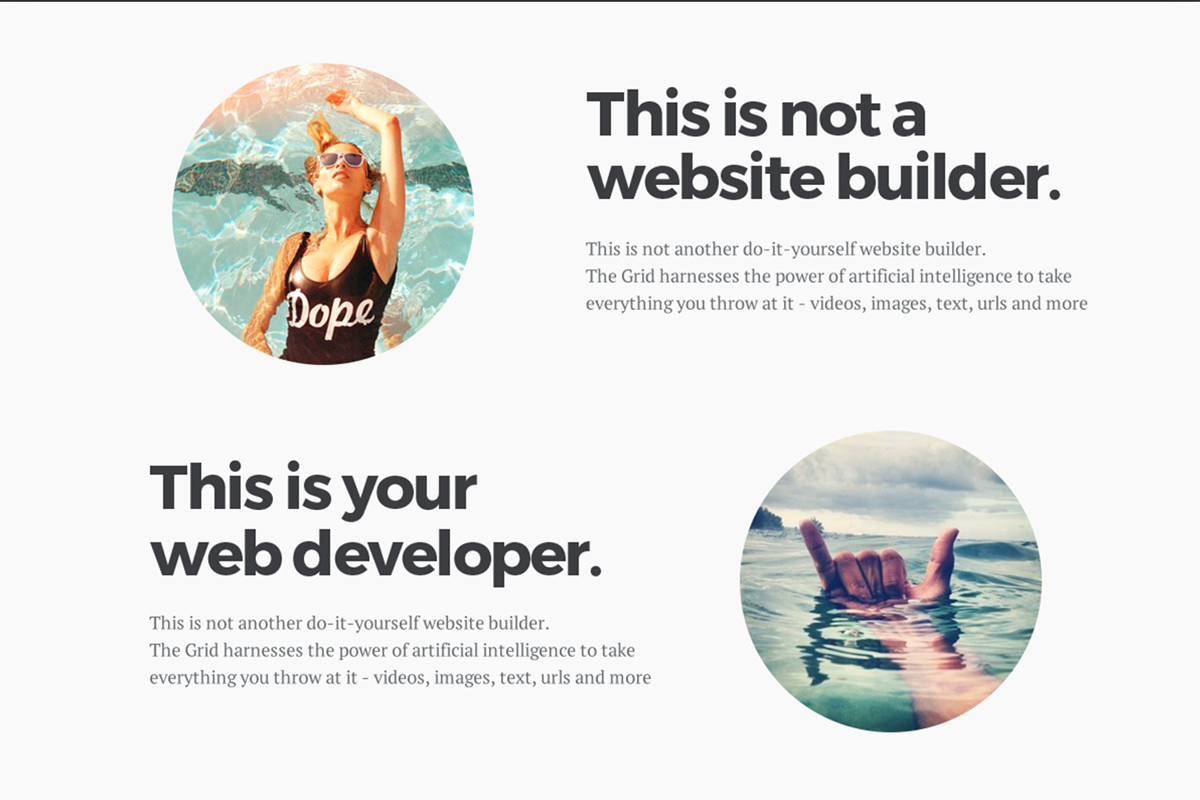 This is not a
website builder.
This is not another do-it-yourself website builder.
The Grid harnesses the power of artificial intelligence to take
everything you throw at it - videos, images, text, urls and more
Dope
This is your
web developer.
This is not another do-it-yourself website builder.
The Grid harnesses the power of artificial intelligence to take
everything you throw at it - videos, images, text, urls and more